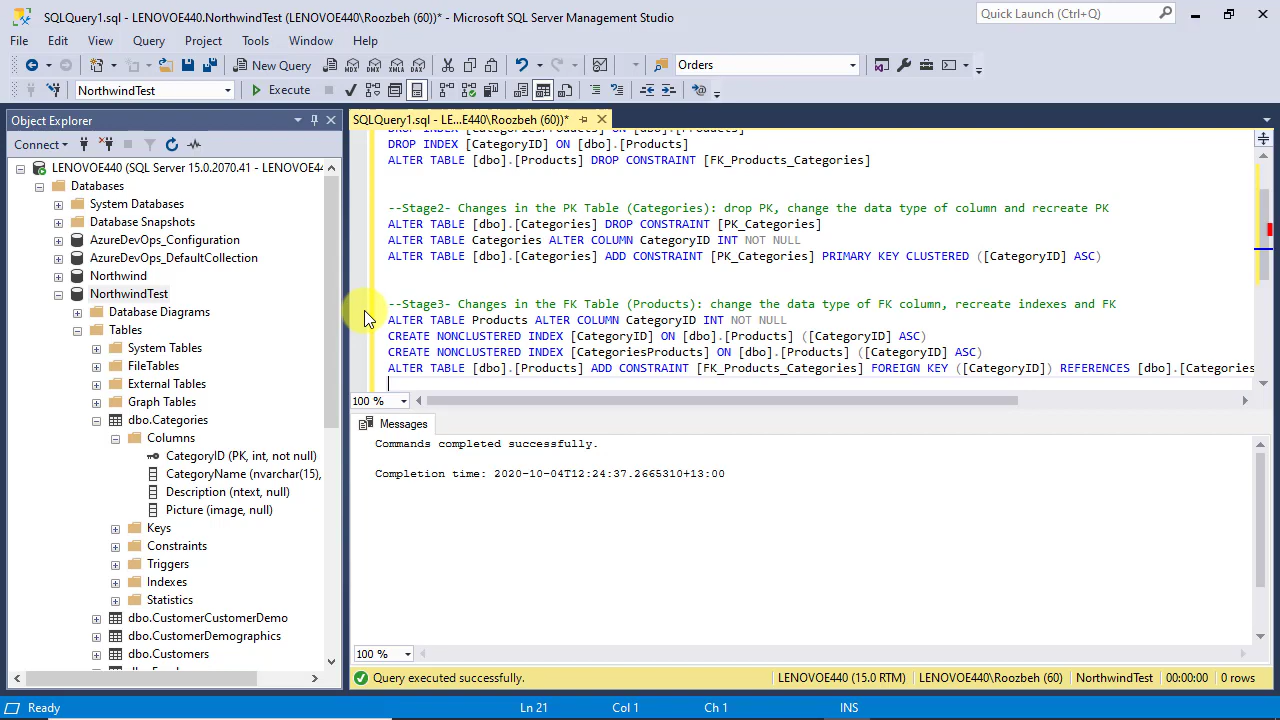 SQLQuery1.sql - LENOVOE440.NorthwindTest (LENOVOE440\Roozbeh (60))* - Microsoft SQL Server Management Studio
Quick Launch (Ctrl+Q)
File Edit View Query Project Tools Window Help
New Query
Orders
NorthwindTest
Execute
Object Explorer
Connect
LENOVOE440 (SQL Server 15.0.2070.41 - LENOVOE44
Databases
System Databases
Database Snapshots
AzureDevOps_Configuration
AzureDevOps_DefaultCollection
Northwind
NorthwindTest
Database Diagrams
Tables
System Tables
FileTables
External Tables
Graph Tables
dbo.Categories
Columns
CategoryID (PK, int, not null)
CategoryName (nvarchar(15),
Description (ntext, null)
Picture (image, null)
Keys
Constraints
Triggers
Indexes
Statistics
dbo.CustomerCustomerDemo
dbo.CustomerDemographics
dbo.Customers
SQLQuery1.sql - LE...E440\Roozbeh (60))*
DROP INDEX [CategoriesProducts] ON [dbo].[Products]
DROP INDEX [CategoryID] ON [dbo].[Products]
ALTER TABLE [dbo].[Products] DROP CONSTRAINT [FK_Products_Categories]
--Stage2- Changes in the PK Table (Categories): drop PK, change the data type of column and recreate PK
ALTER TABLE [dbo].[Categories] DROP CONSTRAINT [PK_Categories]
ALTER TABLE Categories ALTER COLUMN CategoryID INT NOT NULL
ALTER TABLE [dbo].[Categories] ADD CONSTRAINT [PK_Categories] PRIMARY KEY CLUSTERED ([CategoryID] ASC)
--Stage3- Changes in the FK Table (Products): change the data type of FK column, recreate indexes and FK
ALTER TABLE Products ALTER COLUMN CategoryID INT NOT NULL
CREATE NONCLUSTERED INDEX [CategoryID] ON [dbo].[Products] ([CategoryID] ASC)
CREATE NONCLUSTERED INDEX [CategoriesProducts] ON [dbo].[Products] ([CategoryID] ASC)
ALTER TABLE [dbo].[Products] ADD CONSTRAINT [FK_Products_Categories] FOREIGN KEY ([CategoryID]) REFERENCES [dbo].[Categories
100 %
Messages
Commands completed successfully.
Completion time: 2020-10-04T12:24:37.2665310+13:00
100 %
Query executed successfully.
LENOVOE440 (15.0 RTM) LENOVOE440\Roozbeh (60) NorthwindTest 00:00:00 0 rows
Ready
Ln 21 Col 1 Ch 1 INS